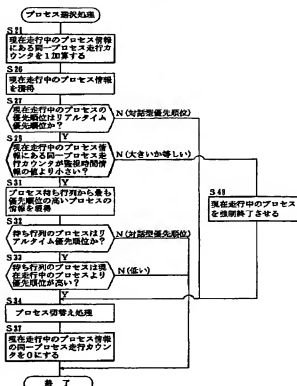 プロセス選択処理
S21
現在走行中のプロセス情報
にある同一プロセス走行カ
ウンタを1加算する
S26
現在走行中のプロセス情報
を獲得
S27
現在走行中のプロセスの
優先順位はリアルタイム
優先順位か?
N(対話型優先順位)
Y
S29
現在走行中のプロセス情
報にある同一プロセス走
行カウンタが監視時間情
報の値より小さい?
N(大きいか等しい)
Y
S31
プロセス待ち行列から最も
優先順位の高いプロセスの
情報を獲得
S49
現在走行中のプロセス
を強制終了させる
S32
待ち行列のプロセスはリ
アルタイム優先順位か?
N(対話型優先順位)
Y
S33
待ち行列のプロセスは現
在走行中のプロセスより
優先順位が高い?
N(低い)
Y
S34
プロセス切替え処理
S37
現在走行中のプロセス情報
の同一プロセス走行カウン
タを0にする
終了